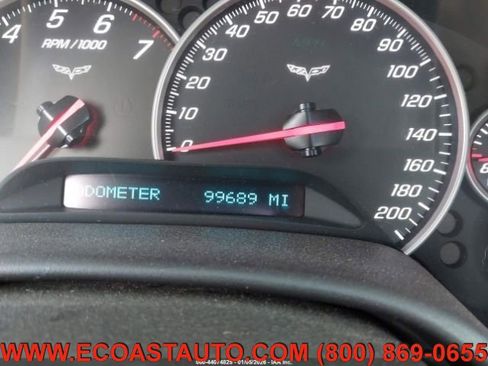 4 5 6 7
RPM / 1000
0 10 20 30 40 50 60 70 80 90 100 120 140 160 180 200
ODOMETER 99689 MI
WWW.ECOASTAUTO.COM (800) 869-0655